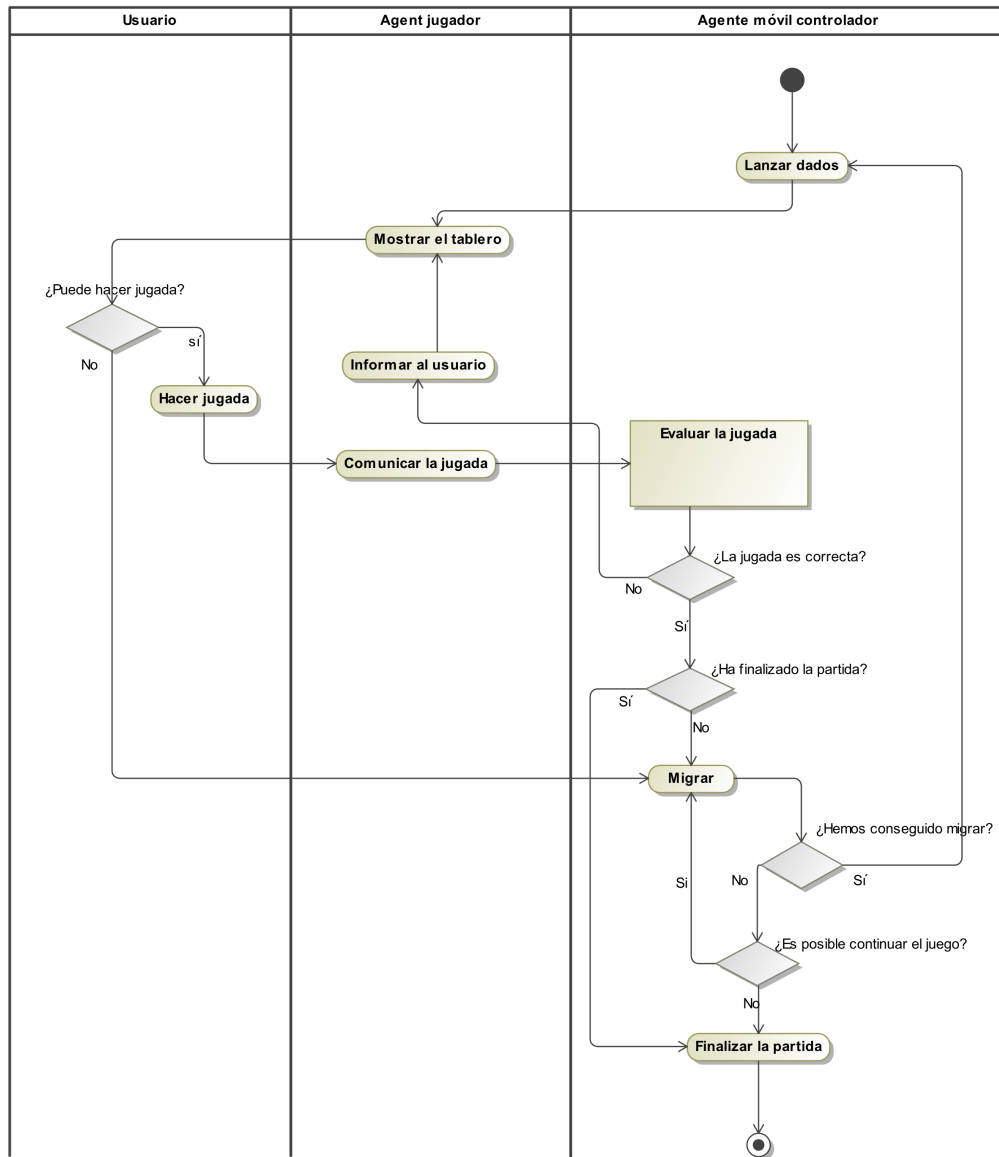 Usuario
Agent jugador
Agente móvil controlador
Lanzar dados
Mostrar el tablero
¿Puede hacer jugada?
sí
No
Informar al usuario
Hacer jugada
Evaluar la jugada
Comunicar la jugada
¿La jugada es correcta?
No
Sí
¿Ha finalizado la partida?
Sí
No
Migrar
¿Hemos conseguido migrar?
Si
No
Sí
¿Es posible continuar el juego?
No
Finalizar la partida